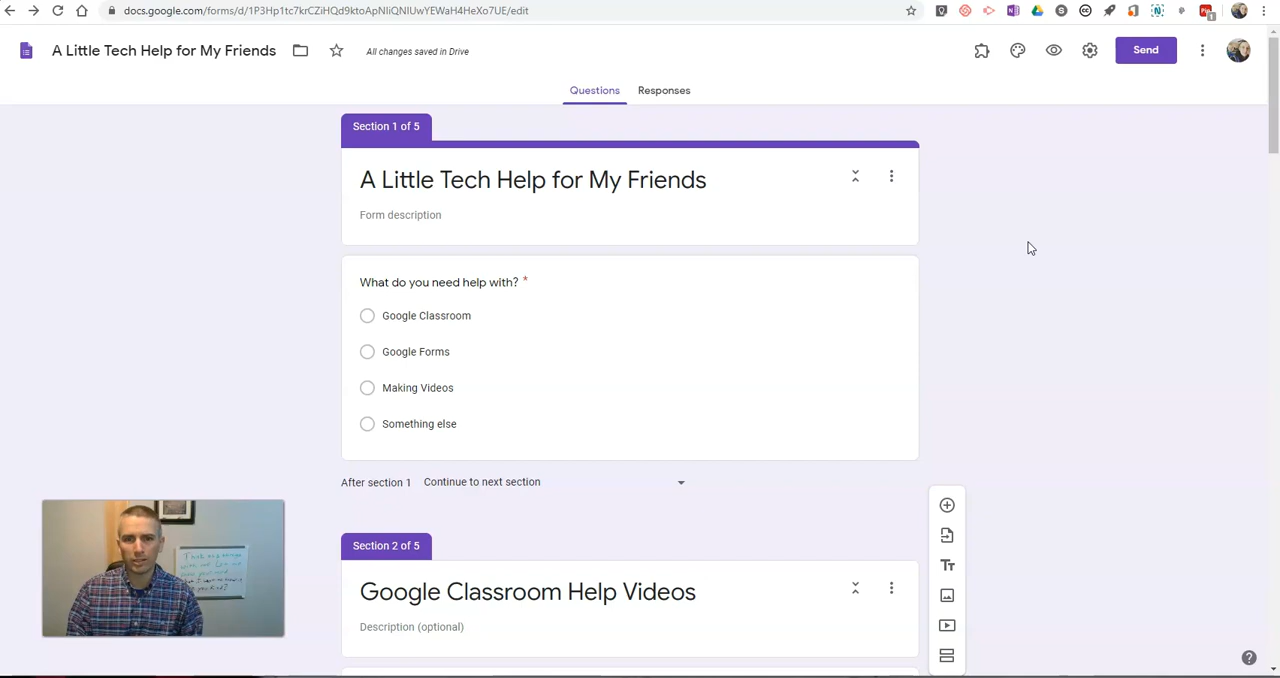 docs.google.com/forms/d/1P3Hp1tc7krCZiHQd9ktoApNliQNIUwYEWaH4HeXo7UE/edit
A Little Tech Help for My Friends
All changes saved in Drive
Send
Questions
Responses
Section 1 of 5
A Little Tech Help for My Friends
Form description
What do you need help with? *
Google Classroom
Google Forms
Making Videos
Something else
After section 1
Continue to next section
Section 2 of 5
Google Classroom Help Videos
Description (optional)